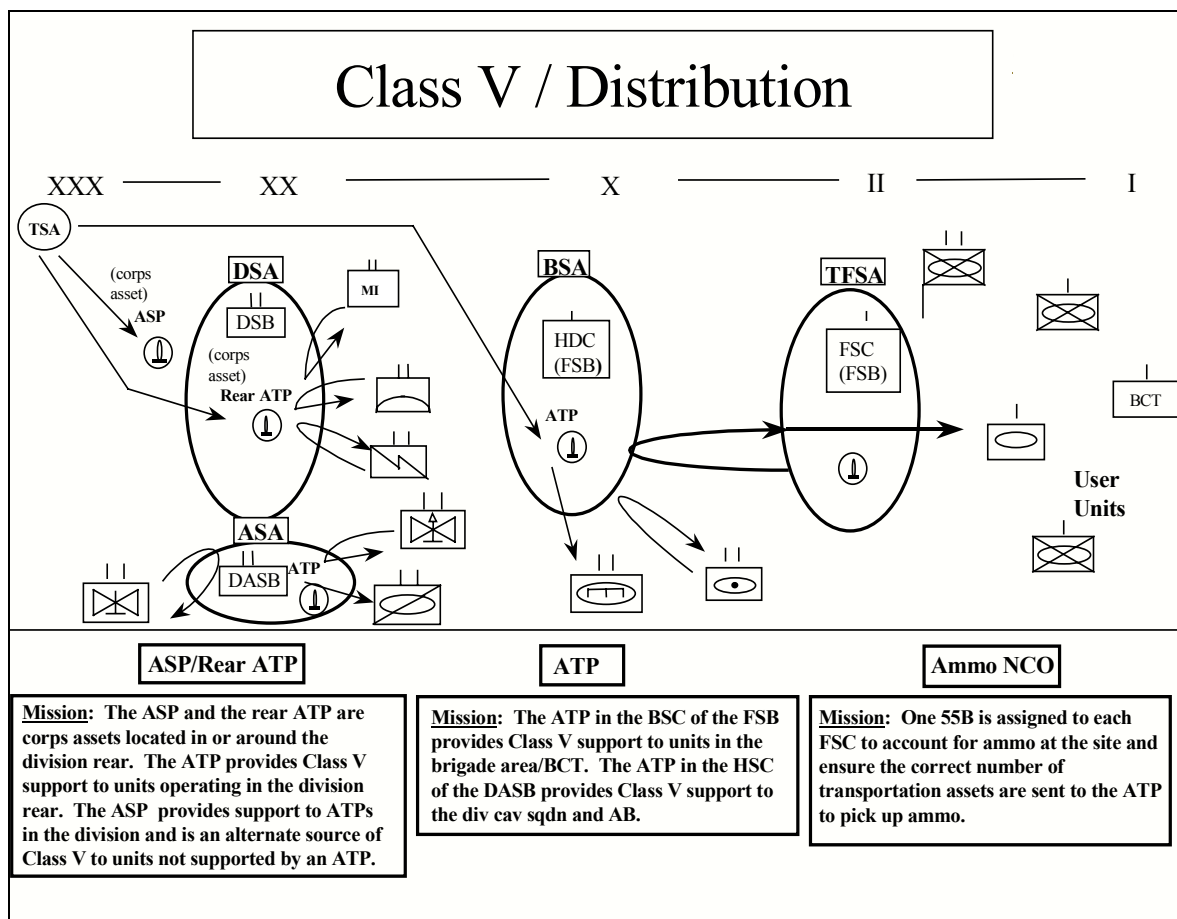 Class V / Distribution
XXX
XX
X
II
I
TSA
(corps
asset)
ASP
DSA
DSB
(corps
asset)
Rear ATP
MI
BSA
HDC
(FSB)
ATP
TFSA
FSC
(FSB)
BCT
User
Units
ASA
DASB
ATP
ASP/Rear ATP
Mission: The ASP and the rear ATP are
corps assets located in or around the
division rear. The ATP provides Class V
support to units operating in the division
rear. The ASP provides support to ATPs
in the division and is an alternate source of
Class V to units not supported by an ATP.
ATP
Mission: The ATP in the BSC of the FSB
provides Class V support to units in the
brigade area/BCT. The ATP in the HSC
of the DASB provides Class V support to
the div cav sqdn and AB.
Ammo NCO
Mission: One 55B is assigned to each
FSC to account for ammo at the site and
ensure the correct number of
transportation assets are sent to the ATP
to pick up ammo.